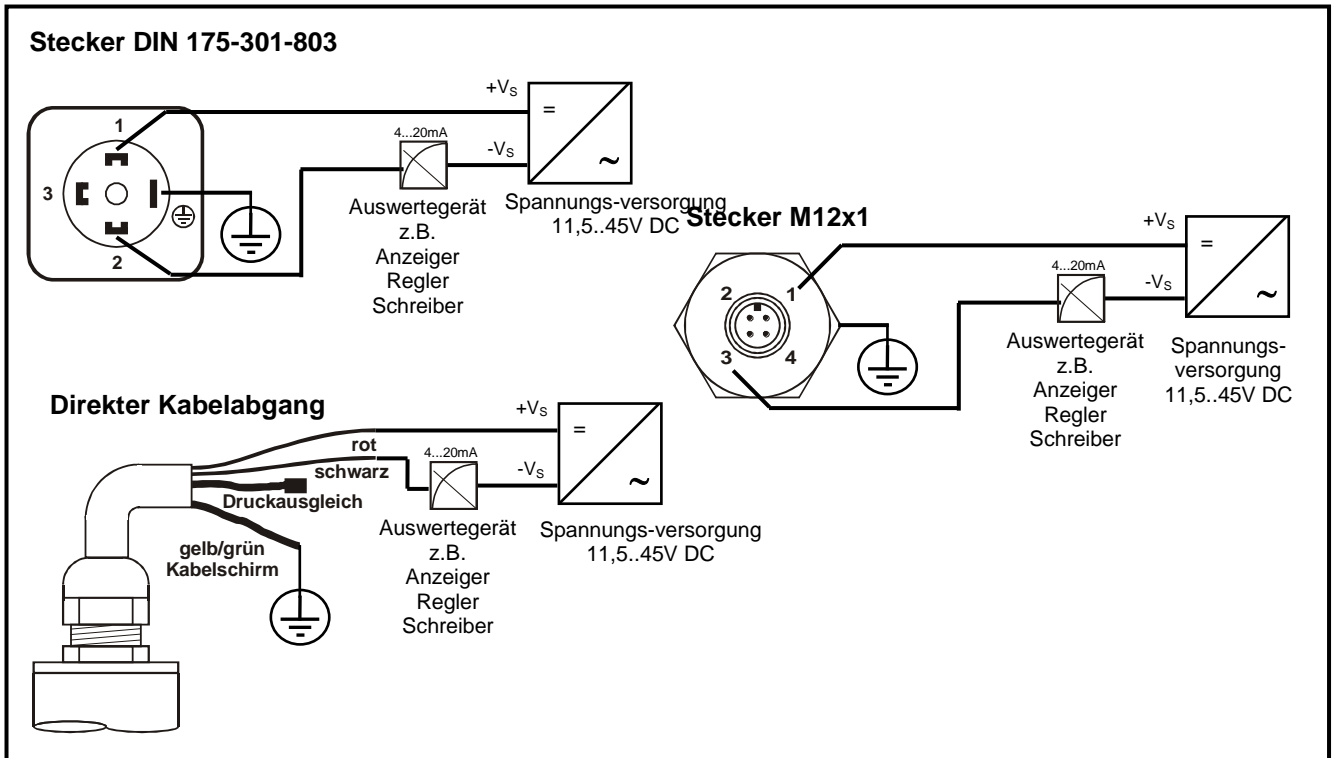 Stecker DIN 175-301-803
+VS
=
1
4...20mA
-VS
~
3
2
Auswertegerät
z.B.
Anzeiger
Regler
Schreiber
Spannungs-versorgung
11,5..45V DC
Stecker M12x1
+VS
=
4...20mA
-VS
~
2
1
3
4
Auswertegerät
z.B.
Anzeiger
Regler
Schreiber
Spannungs-
versorgung
11,5..45V DC
Direkter Kabelabgang
+VS
=
rot
4...20mA
schwarz
-VS
~
Druckausgleich
gelb/grün
Kabelschirm
Auswertegerät
z.B.
Anzeiger
Regler
Schreiber
Spannungs-versorgung
11,5..45V DC